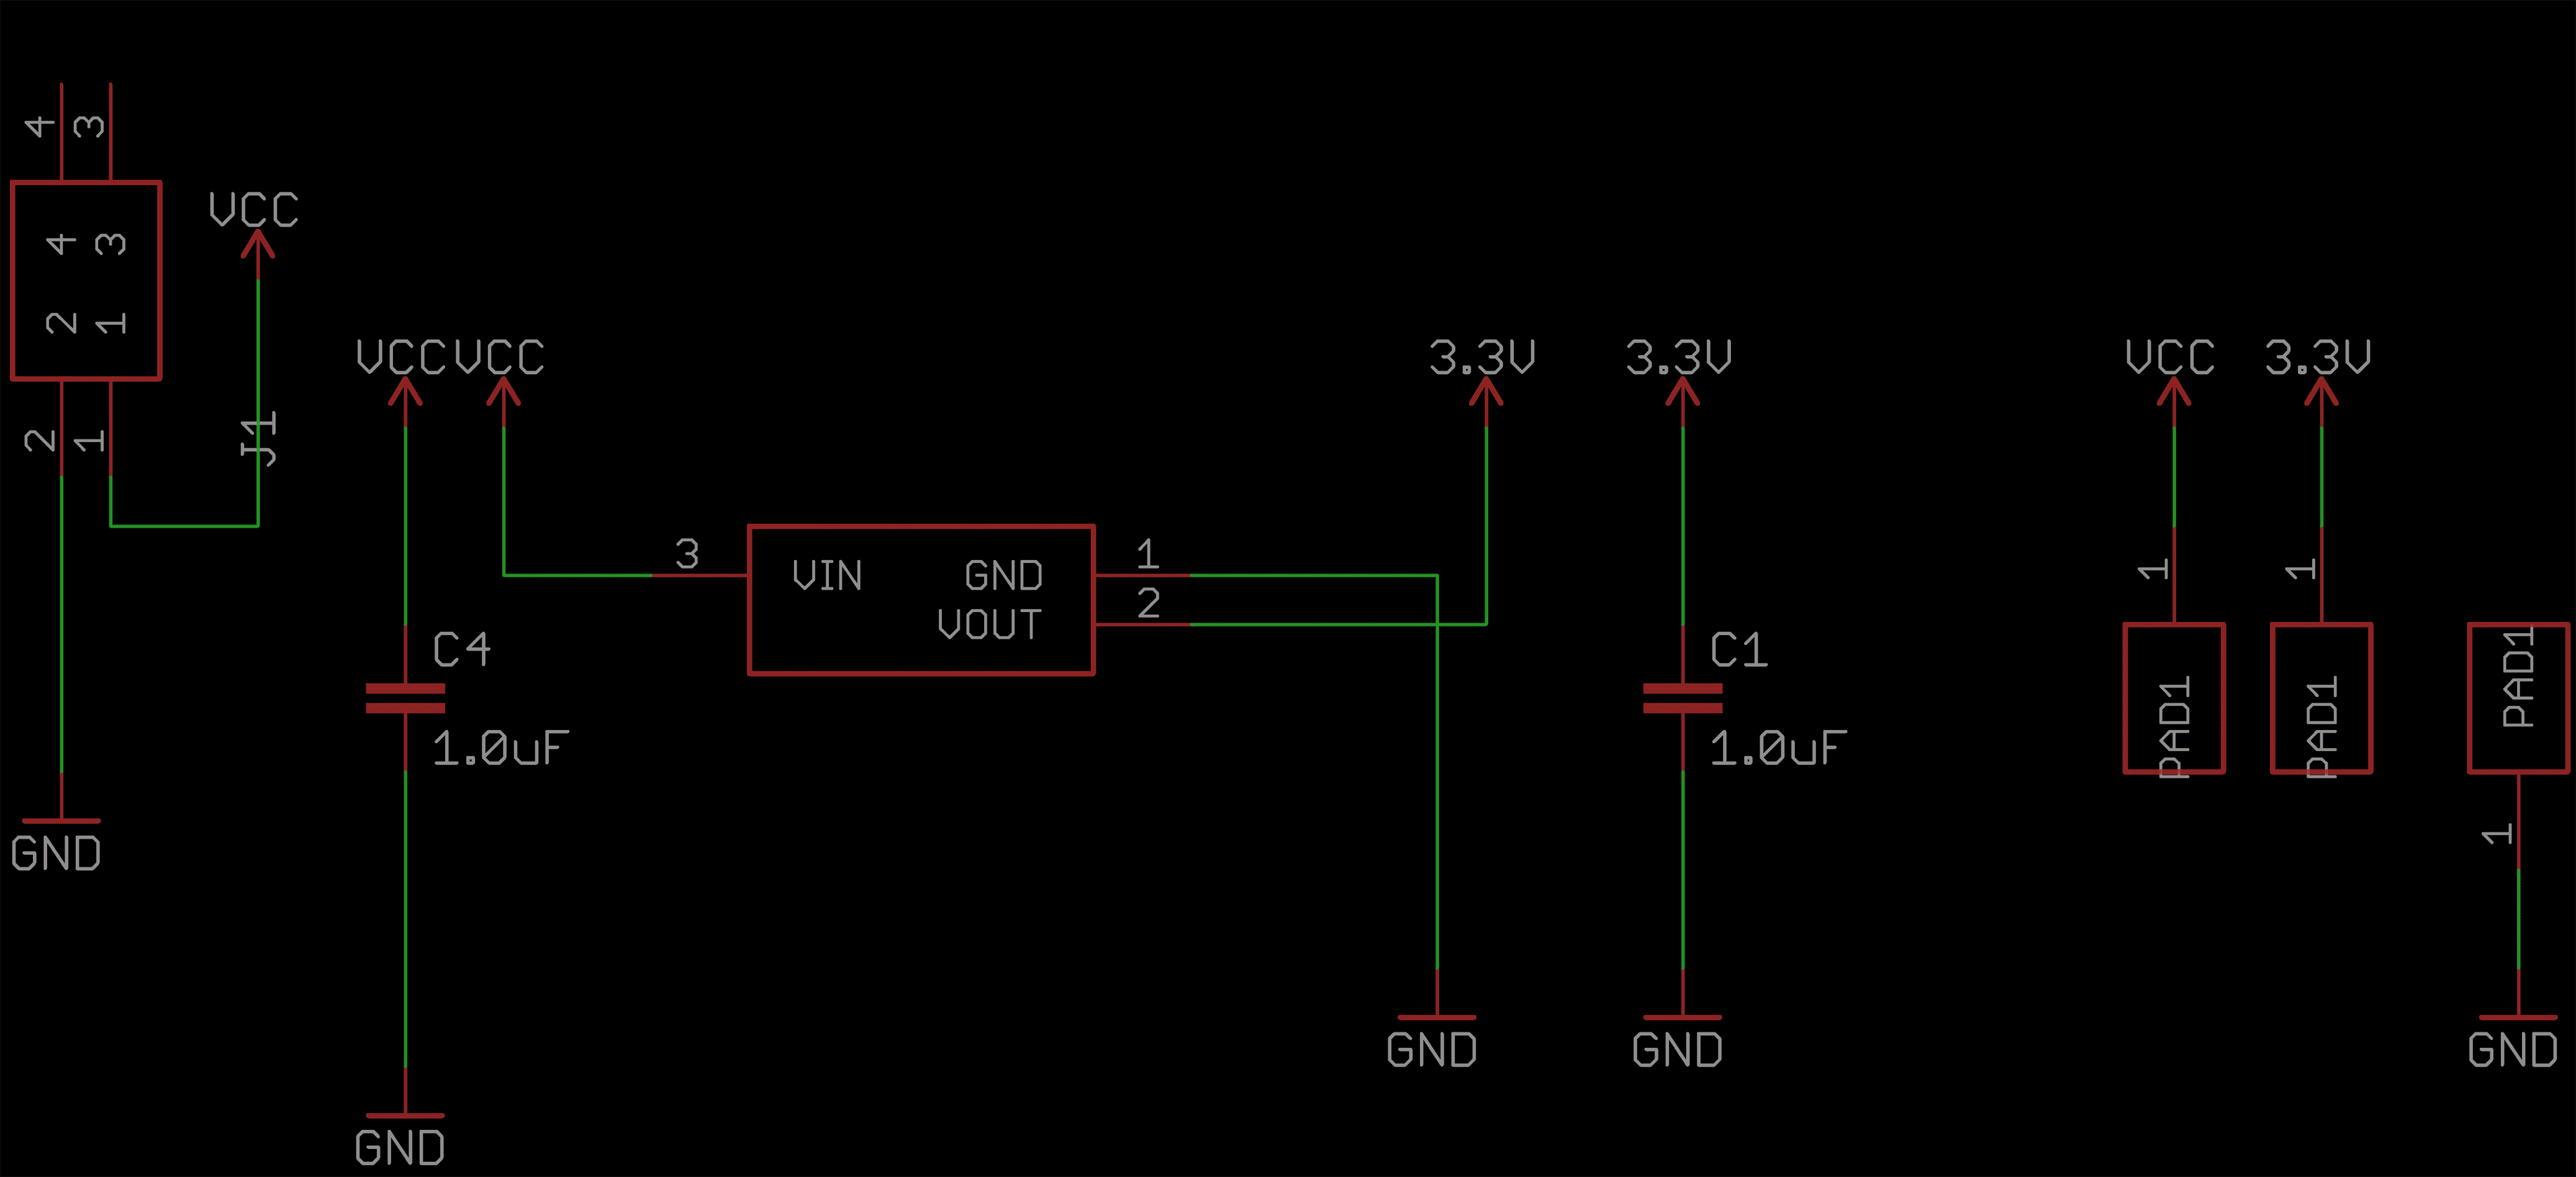 4 3
VCC
4 3
2 1
VCC VCC
3.3V
3.3V
VCC
3.3V
2 1
J1
3
VIN
GND
1
VOUT
2
1
1
C4
1.0uF
C1
1.0uF
PAD1
PAD1
PAD1
1
GND
GND
GND
GND
GND